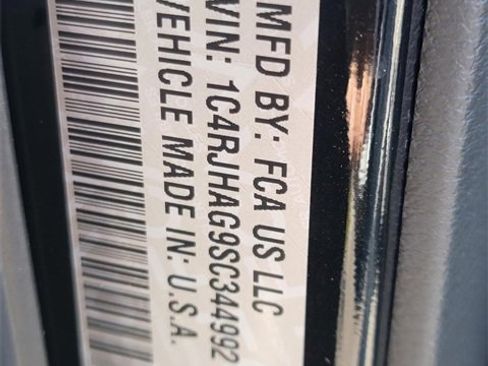 MFD BY: FCA US LLC
VIN: 1C4RJHAG9SC344992
VEHICLE MADE IN: U.S.A.